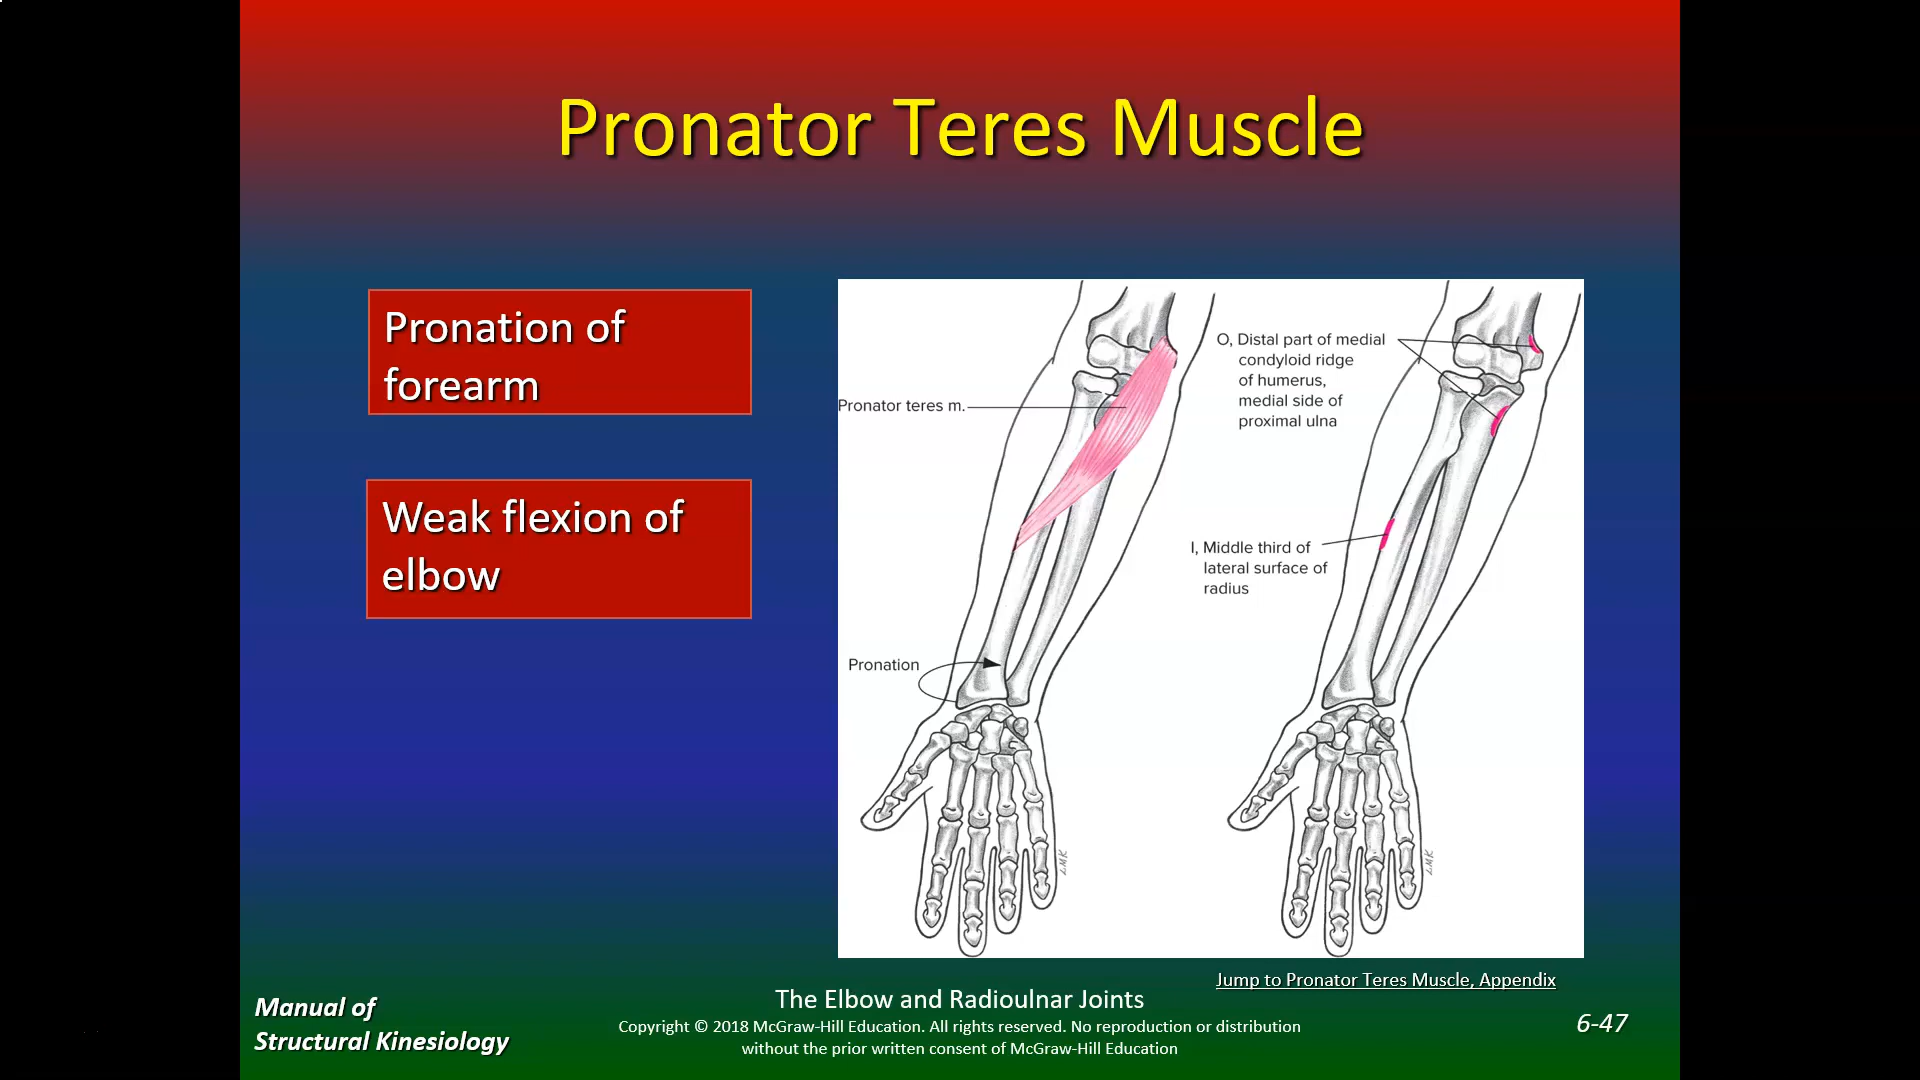 Pronator Teres Muscle
Pronation of
forearm
Weak flexion of
elbow
Pronator teres m.
O, Distal part of medial
condyloid ridge
of humerus,
medial side of
proximal ulna
I, Middle third of
lateral surface of
radius
Pronation
LMK
LMK
Jump to Pronator Teres Muscle, Appendix
Manual of
Structural Kinesiology
The Elbow and Radioulnar Joints
Copyright © 2018 McGraw-Hill Education. All rights reserved. No reproduction or distribution
without the prior written consent of McGraw-Hill Education
6-47